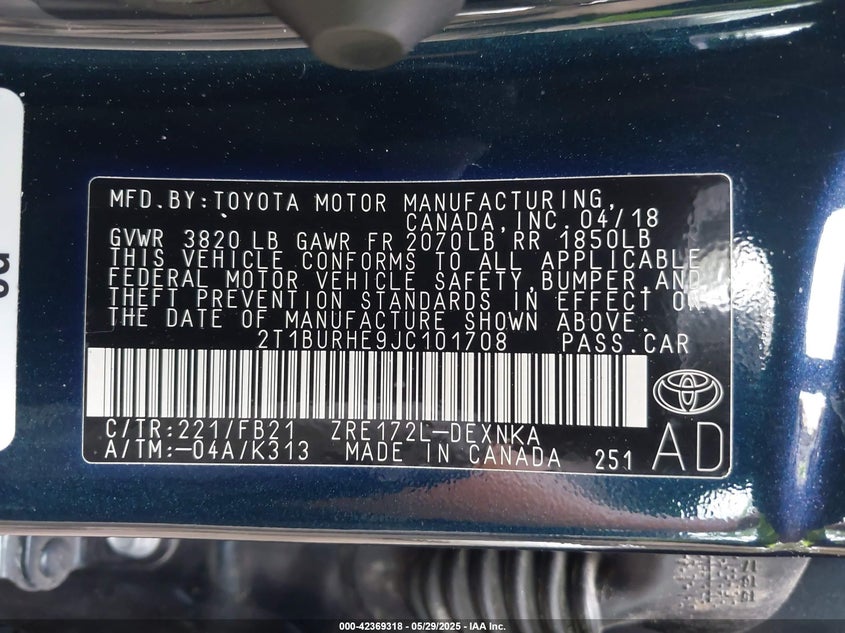 MFD.BY:TOYOTA MOTOR MANUFACTURING,
CANADA,INC. 04/18
GVWR 3820 LB GAWR FR 2070LB RR 1850LB
THIS VEHICLE CONFORMS TO ALL APPLICABLE
FEDERAL MOTOR VEHICLE SAFETY,BUMPER,AND
THEFT PREVENTION STANDARDS IN EFFECT ON
THE DATE OF MANUFACTURE SHOWN ABOVE.
2T1BURHE9JC101708 PASS.CAR
C/TR:221/FB21 ZRE172L-DEXNKA
A/TM:-04A/K313 MADE IN CANADA 251 AD
000-42369318 - 05/29/2025 - IAA Inc.